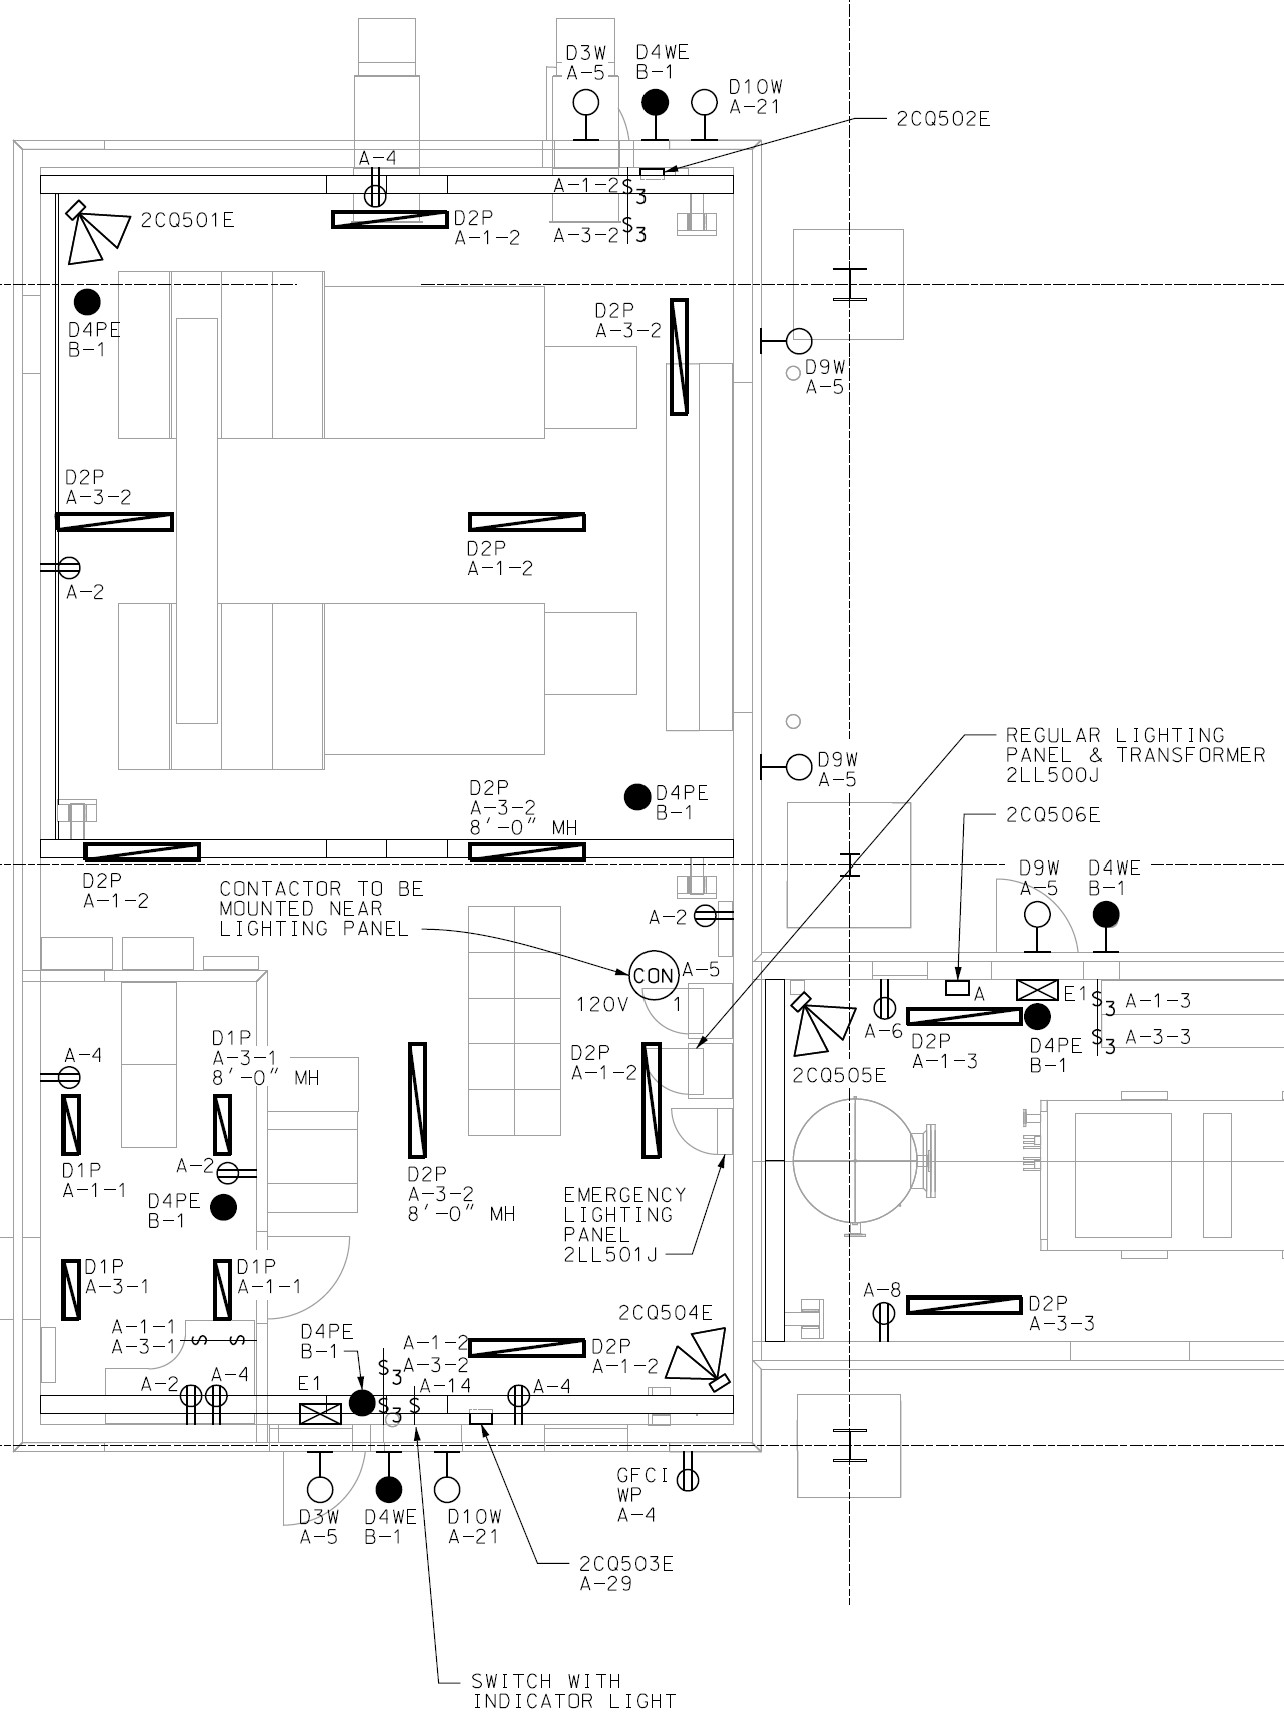 D3W
A-5
D4WE
B-1
D10W
A-21
2CQ502E
A-4
A-1-2
S3
A-3-2
S3
2CQ501E
D2P
A-1-2
D4PE
B-1
D2P
A-3-2
D9W
A-5
D2P
A-3-2
D2P
A-1-2
A-2
REGULAR LIGHTING
PANEL & TRANSFORMER
2LL500J
D9W
A-5
D2P
A-3-2
8'-0" MH
D4PE
B-1
2CQ506E
D2P
A-1-2
CONTACTOR TO BE
MOUNTED NEAR
LIGHTING PANEL
A-2
D9W
A-5
D4WE
B-1
CON
A-5
120V
1
A
E1
S3
A-1-3
S3
A-3-3
A-6
D2P
A-1-3
D4PE
B-1
2CQ505E
A-4
D1P
A-3-1
8'-0" MH
D2P
A-1-2
D1P
A-1-1
A-2
D4PE
B-1
D2P
A-3-2
8'-0" MH
EMERGENCY
LIGHTING
PANEL
2LL501J
D1P
A-3-1
D1P
A-1-1
A-8
D2P
A-3-3
2CQ504E
A-1-1
A-3-1
S
S
D4PE
B-1
A-1-2
A-3-2
S3
D2P
A-1-2
A-2
A-4
E1
A-14
S3
S
A-4
GFCI
WP
A-4
D3W
A-5
D4WE
B-1
D10W
A-21
2CQ503E
A-29
SWITCH WITH
INDICATOR LIGHT